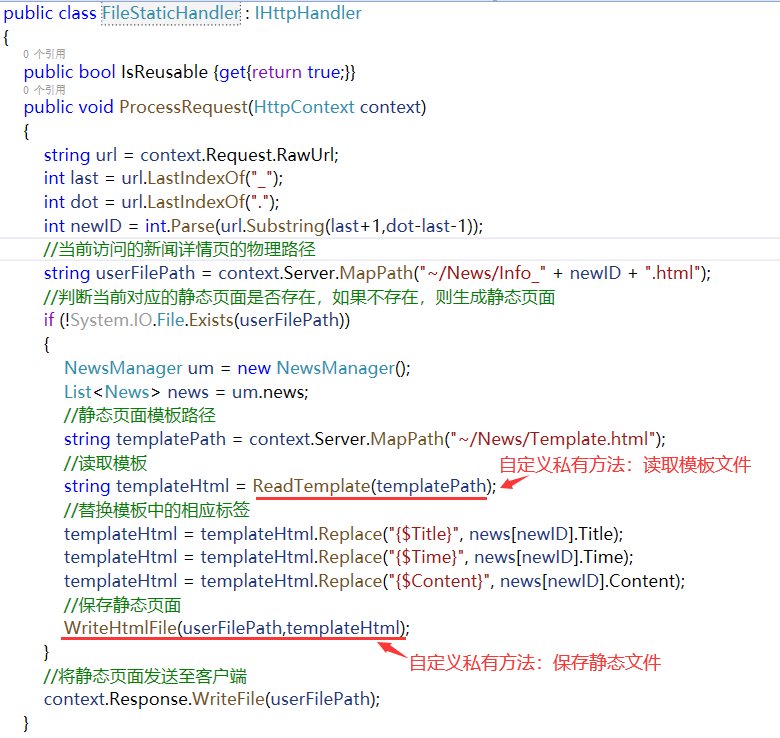 public class FileStaticHandler : IHttpHandler
{
0 个引用
public bool IsReusable {get{return true;}}
0 个引用
public void ProcessRequest(HttpContext context)
{
string url = context.Request.RawUrl;
int last = url.LastIndexOf("_");
int dot = url.LastIndexOf(".");
int newID = int.Parse(url.Substring(last+1,dot-last-1));
//当前访问的新闻详情页的物理路径
string userFilePath = context.Server.MapPath("~/News/Info_" + newID + ".html");
//判断当前对应的静态页面是否存在，如果不存在，则生成静态页面
if (!System.IO.File.Exists(userFilePath))
{
NewsManager um = new NewsManager();
List<News> news = um.news;
//静态页面模板路径
string templatePath = context.Server.MapPath("~/News/Template.html");
//读取模板
自定义私有方法：读取模板文件
string templateHtml = ReadTemplate(templatePath);
//替换模板中的相应标签
templateHtml = templateHtml.Replace("{$Title}", news[newID].Title);
templateHtml = templateHtml.Replace("{$Time}", news[newID].Time);
templateHtml = templateHtml.Replace("{$Content}", news[newID].Content);
//保存静态页面
WriteHtmlFile(userFilePath,templateHtml);
}
自定义私有方法：保存静态文件
//将静态页面发送至客户端
context.Response.WriteFile(userFilePath);
}